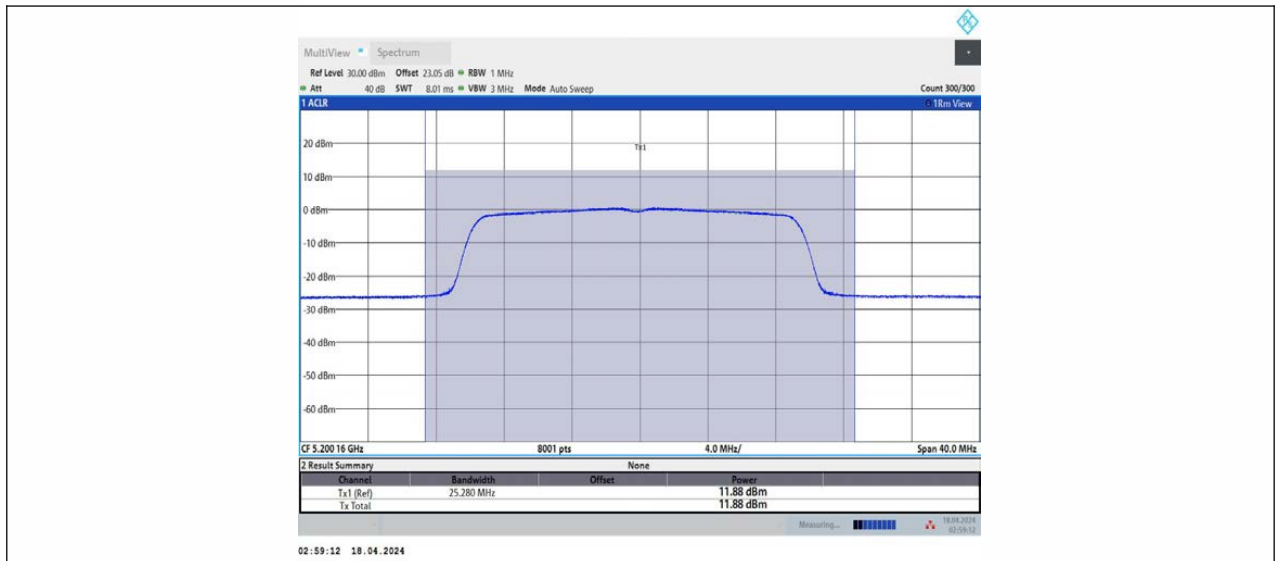 MultiView Spectrum
Ref Level 30.00 dBm Offset 23.05 dB RBW 1 MHz
Att 40 dB SWT 8.01 ms VBW 3 MHz Mode Auto Sweep Count 300/300
1 ACLR 1Rm View
20 dBm
Tx1
10 dBm
0 dBm
-10 dBm
-20 dBm
-30 dBm
-40 dBm
-50 dBm
-60 dBm
CF 5.200 16 GHz 8001 pts 4.0 MHz/ Span 40.0 MHz
2 Result Summary None
Channel Bandwidth Offset Power
Tx1 (Ref) 25.280 MHz 11.88 dBm
Tx Total 11.88 dBm
Measuring... 18.04.2024
02:59:12
02:59:12 18.04.2024